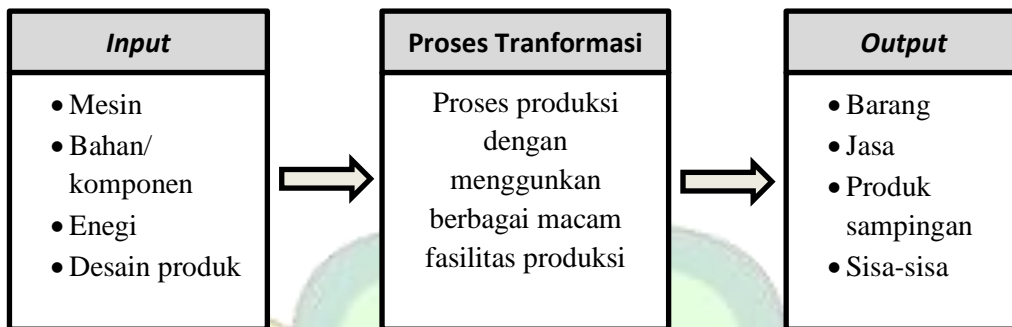 Input
• Mesin
• Bahan/
komponen
• Enegi
• Desain produk
Proses Tranformasi
Proses produksi
dengan
menggunkan
berbagai macam
fasilitas produksi
Output
• Barang
• Jasa
• Produk
sampingan
• Sisa-sisa